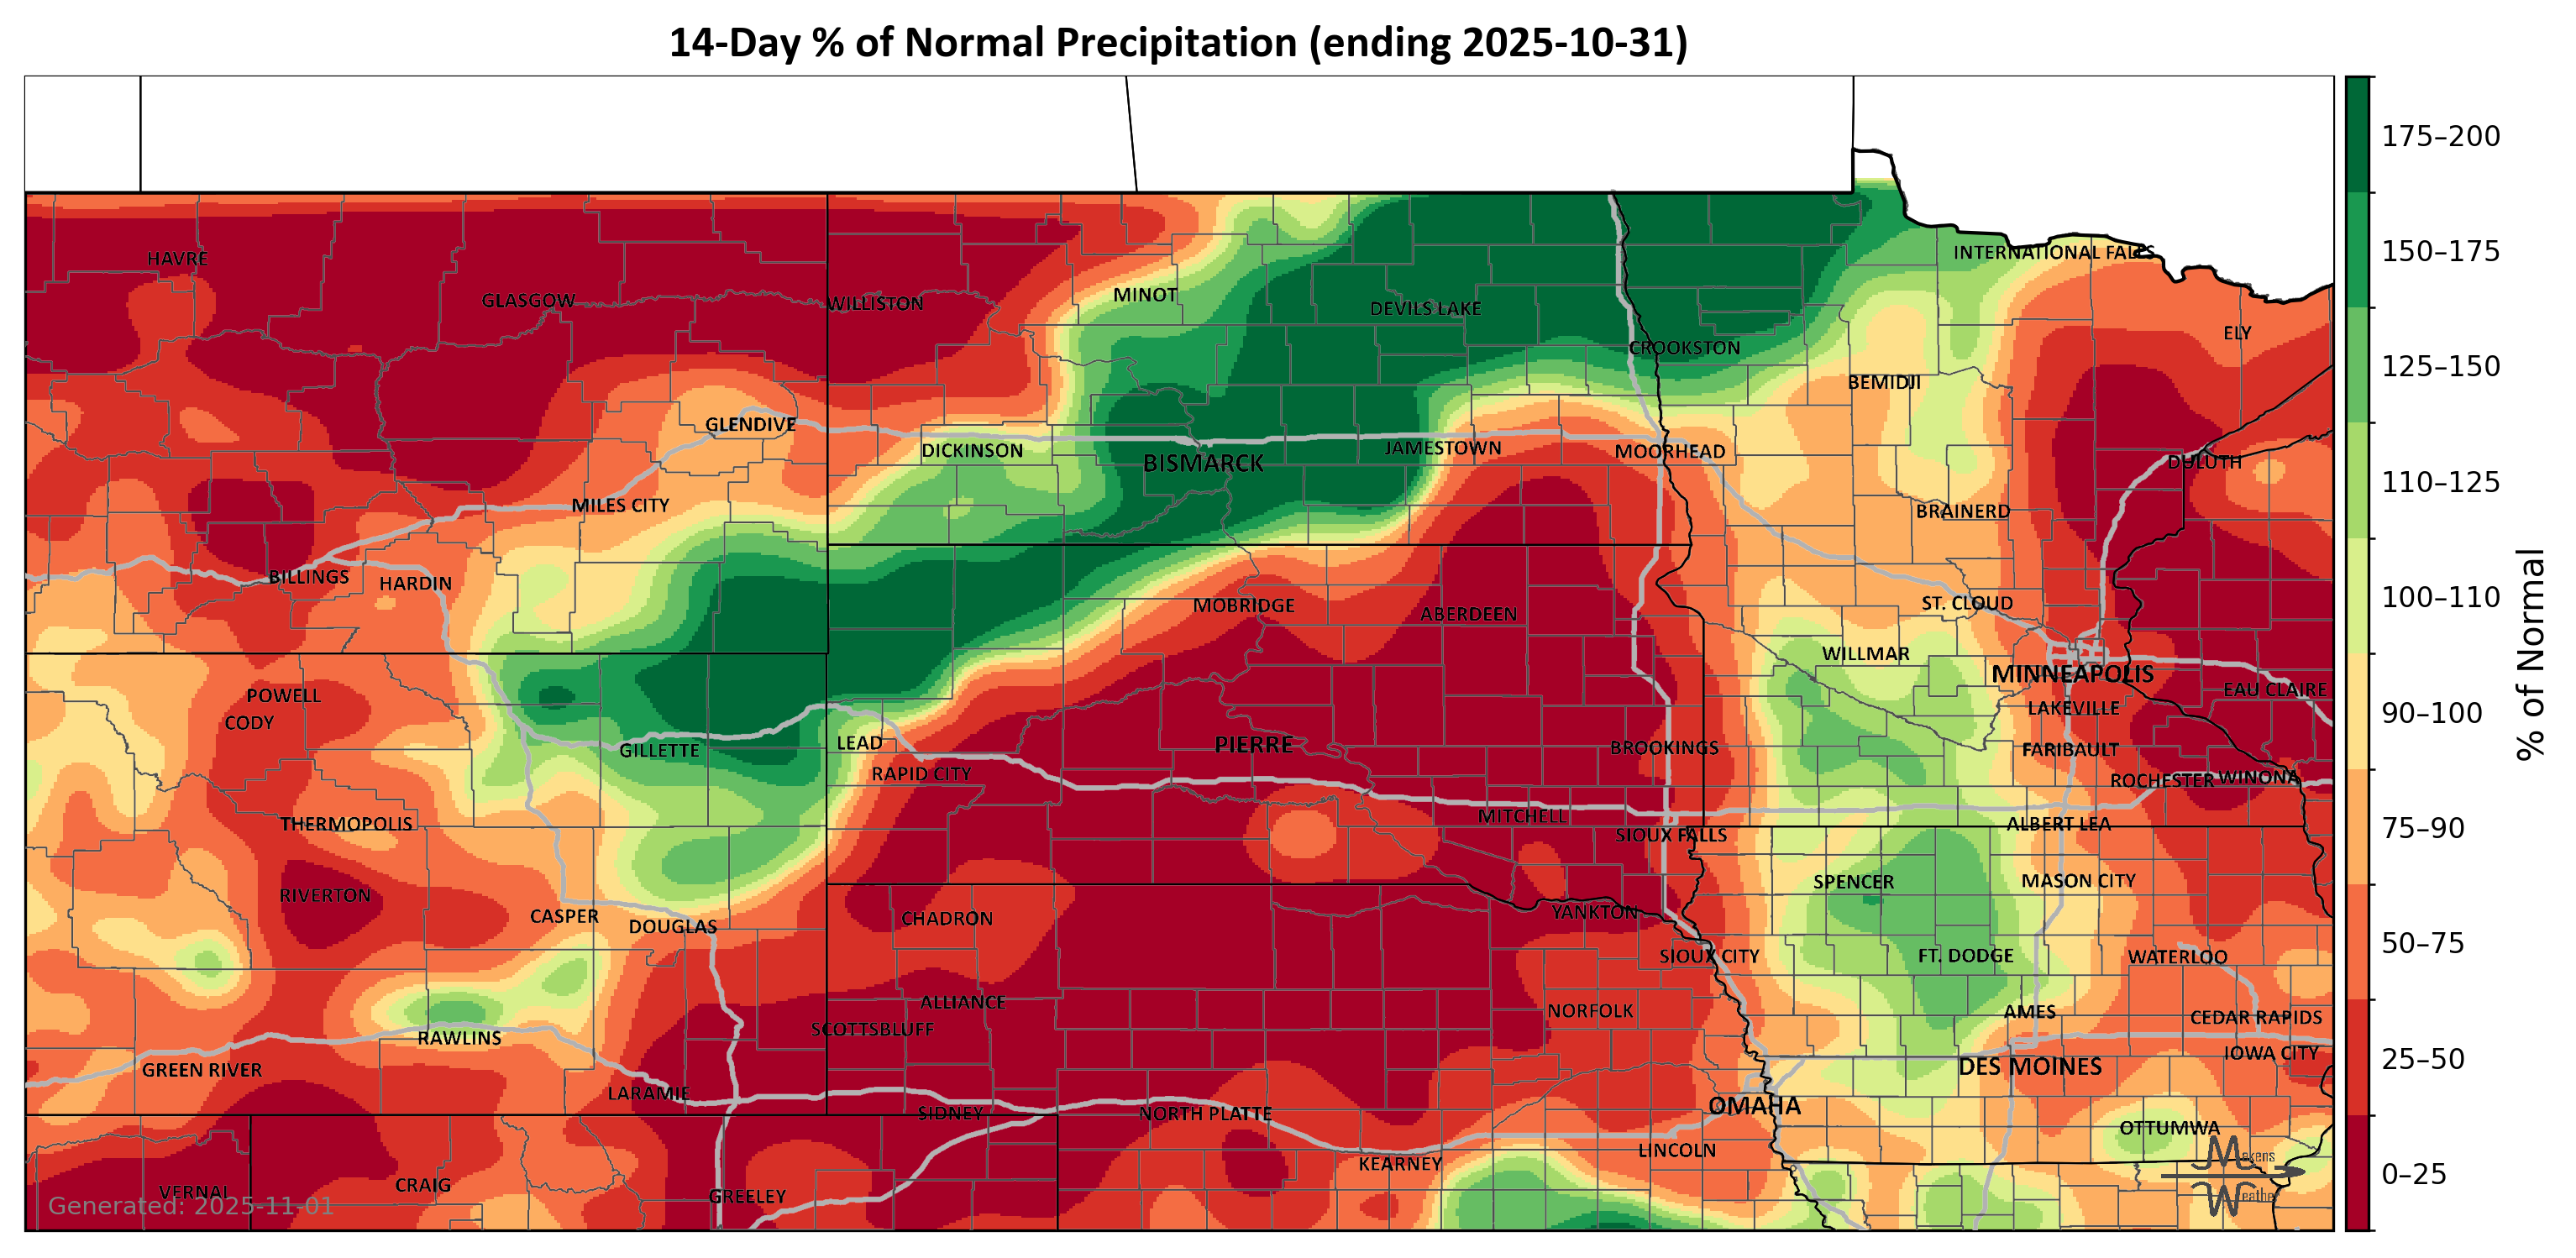 14-Day % of Normal Precipitation (ending 2025-10-31)
175–200
150–175
125–150
110–125
100–110
90–100
75–90
50–75
25–50
0–25
% of Normal
HAVRE
GLASGOW
WILLISTON
MINOT
DEVILS LAKE
INTERNATIONAL FALLS
ELY
CROOKSTON
BEMIDJI
GLENDIVE
DICKINSON
BISMARCK
JAMESTOWN
MOORHEAD
DULUTH
MILES CITY
BRAINERD
BILLINGS
HARDIN
MOBRIDGE
ABERDEEN
ST. CLOUD
WILLMAR
MINNEAPOLIS
EAU CLAIRE
POWELL
CODY
LAKEVILLE
GILLETTE
LEAD
PIERRE
BROOKINGS
FARIBAULT
RAPID CITY
ROCHESTER
WINONA
THERMOPOLIS
MITCHELL
SIOUX FALLS
ALBERT LEA
RIVERTON
SPENCER
MASON CITY
CASPER
DOUGLAS
CHADRON
YANKTON
SIOUX CITY
FT. DODGE
WATERLOO
ALLIANCE
NORFOLK
AMES
CEDAR RAPIDS
RAWLINS
SCOTTSBLUFF
IOWA CITY
GREEN RIVER
DES MOINES
LARAMIE
SIDNEY
NORTH PLATTE
OMAHA
OTTUMWA
LINCOLN
KEARNEY
VERNAL
CRAIG
GREELEY
Generated: 2025-11-01
Makens
Weather